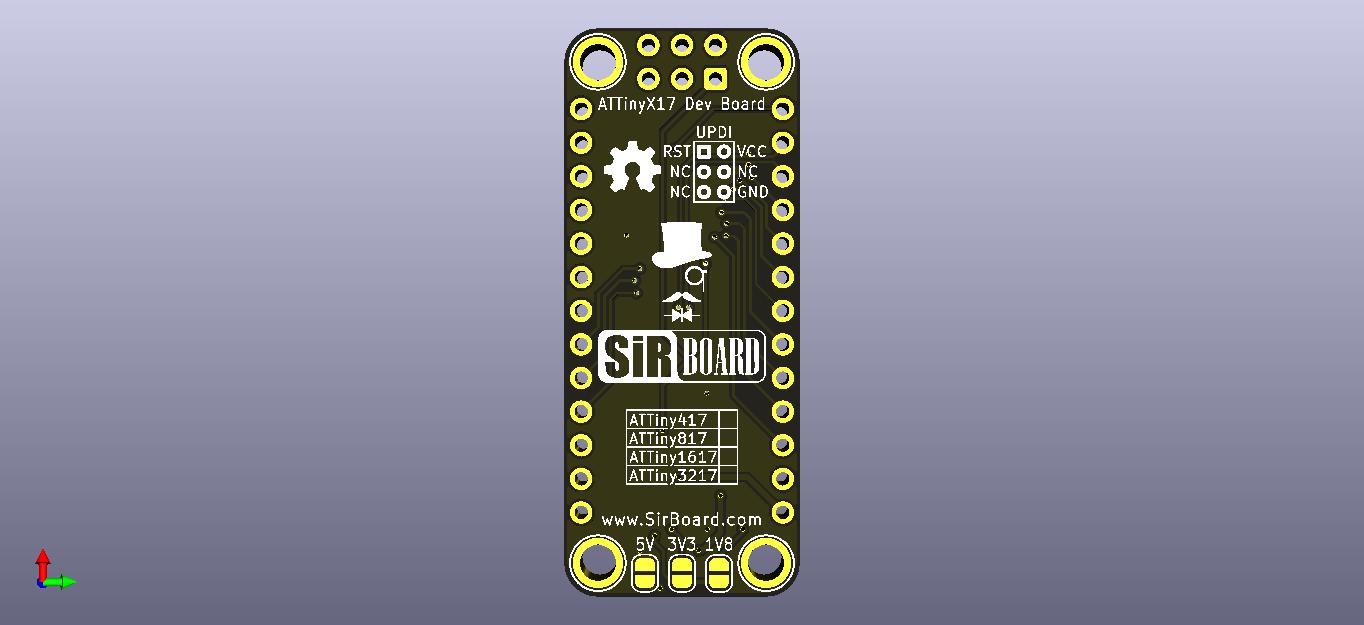 ATTinyX17 Dev Board
UPDI
RST VCC
NC NC
NC GND
SiR BOARD
ATTiny417
ATTiny817
ATTiny1617
ATTiny3217
www.SirBoard.com
5V 3V3 1V8